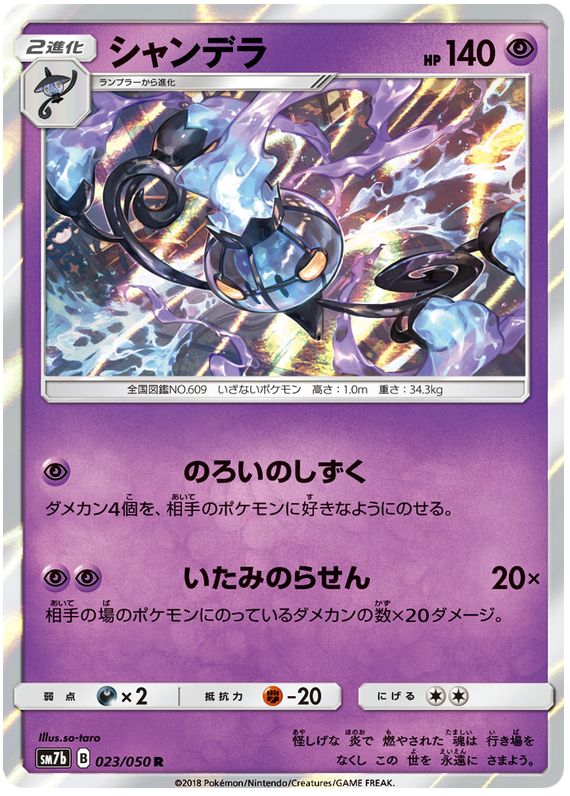 2進化
シャンデラ
HP 140
ランプラーから進化
全国図鑑NO.609 いざないポケモン 高さ：1.0m 重さ：34.3kg
のろいのしずく
ダメカン4個を、相手のポケモンに好きなようにのせる。
いたみのらせん 20×
相手の場のポケモンにのっているダメカンの数×20ダメージ。
弱点 ×2 抵抗力 -20 にげる
Illus.so-taro
sm7b B 023/050 R
怪しげな 炎で 燃やされた 魂は 行き場を
なくし この 世を 永遠に さまよう。
©2018 Pokémon/Nintendo/Creatures/GAME FREAK.